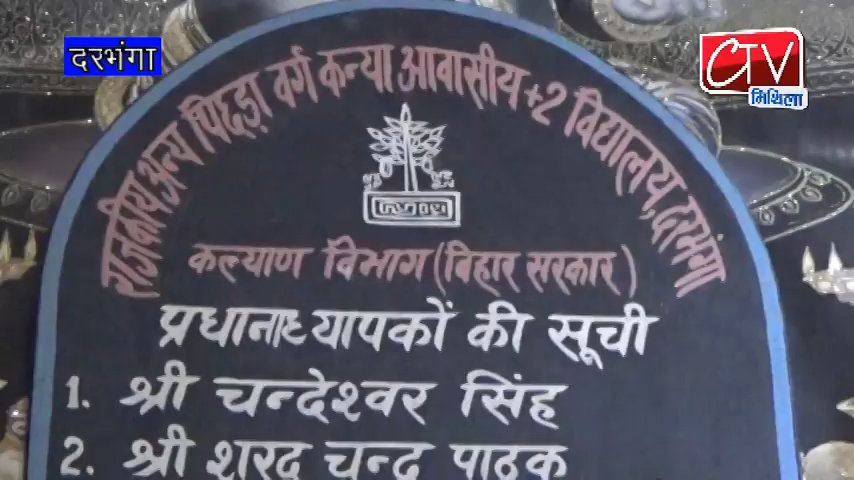 दरभंगा
CTV
मिथिला
राजकीय अन्य पिछड़ा वर्ग कन्या आवासीय +2 विद्यालय, दरभंगा
कल्याण विभाग (बिहार सरकार)
प्रधानाध्यापकों की सूची
1. श्री चन्देश्वर सिंह
2. श्री शरद चन्द्र पाठक